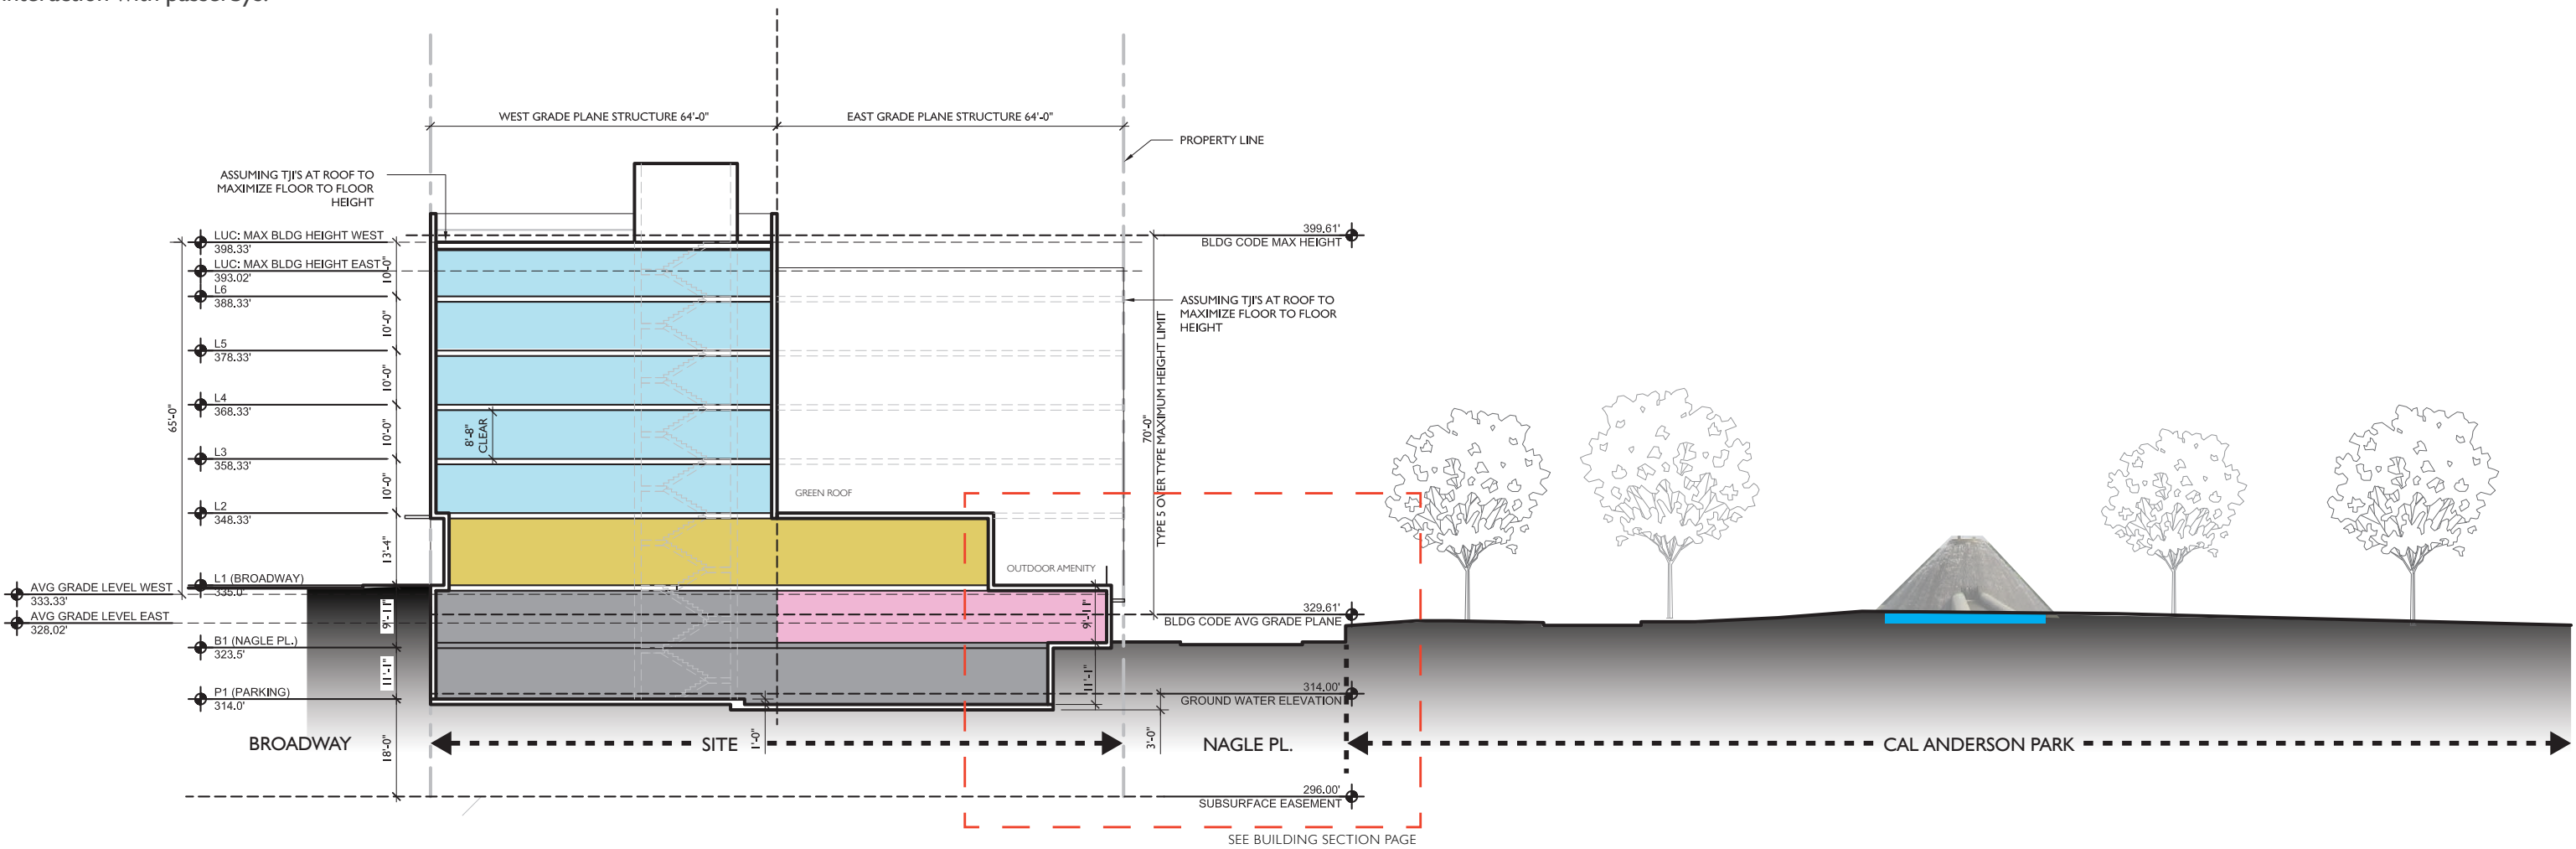 WEST GRADE PLANE STRUCTURE 64'-0"
EAST GRADE PLANE STRUCTURE 64'-0"
PROPERTY LINE
ASSUMING TJI'S AT ROOF TO
MAXIMIZE FLOOR TO FLOOR
HEIGHT
LUC: MAX BLDG HEIGHT WEST
398.33'
LUC: MAX BLDG HEIGHT EAST
393.02'
L6
388.33'
L5
378.33'
L4
368.33'
L3
358.33'
L2
348.33'
L1 (BROADWAY)
335.0'
AVG GRADE LEVEL WEST
333.33'
AVG GRADE LEVEL EAST
328.02'
B1 (NAGLE PL.)
323.5'
P1 (PARKING)
314.0'
65'-0"
10'-0"
10'-0"
10'-0"
10'-0"
10'-0"
13'-4"
9'-11"
11'-1"
18'-0"
8'-8"
CLEAR
GREEN ROOF
OUTDOOR AMENITY
9'-11"
11'-1"
1'-0"
3'-0"
70'-0"
TYPE 5 OVER TYPE MAXIMUM HEIGHT LIMIT
399.61'
BLDG CODE MAX HEIGHT
ASSUMING TJI'S AT ROOF TO
MAXIMIZE FLOOR TO FLOOR
HEIGHT
329.61'
BLDG CODE AVG GRADE PLANE
314.00'
GROUND WATER ELEVATION
296.00'
SUBSURFACE EASEMENT
BROADWAY
SITE
NAGLE PL.
CAL ANDERSON PARK
SEE BUILDING SECTION PAGE